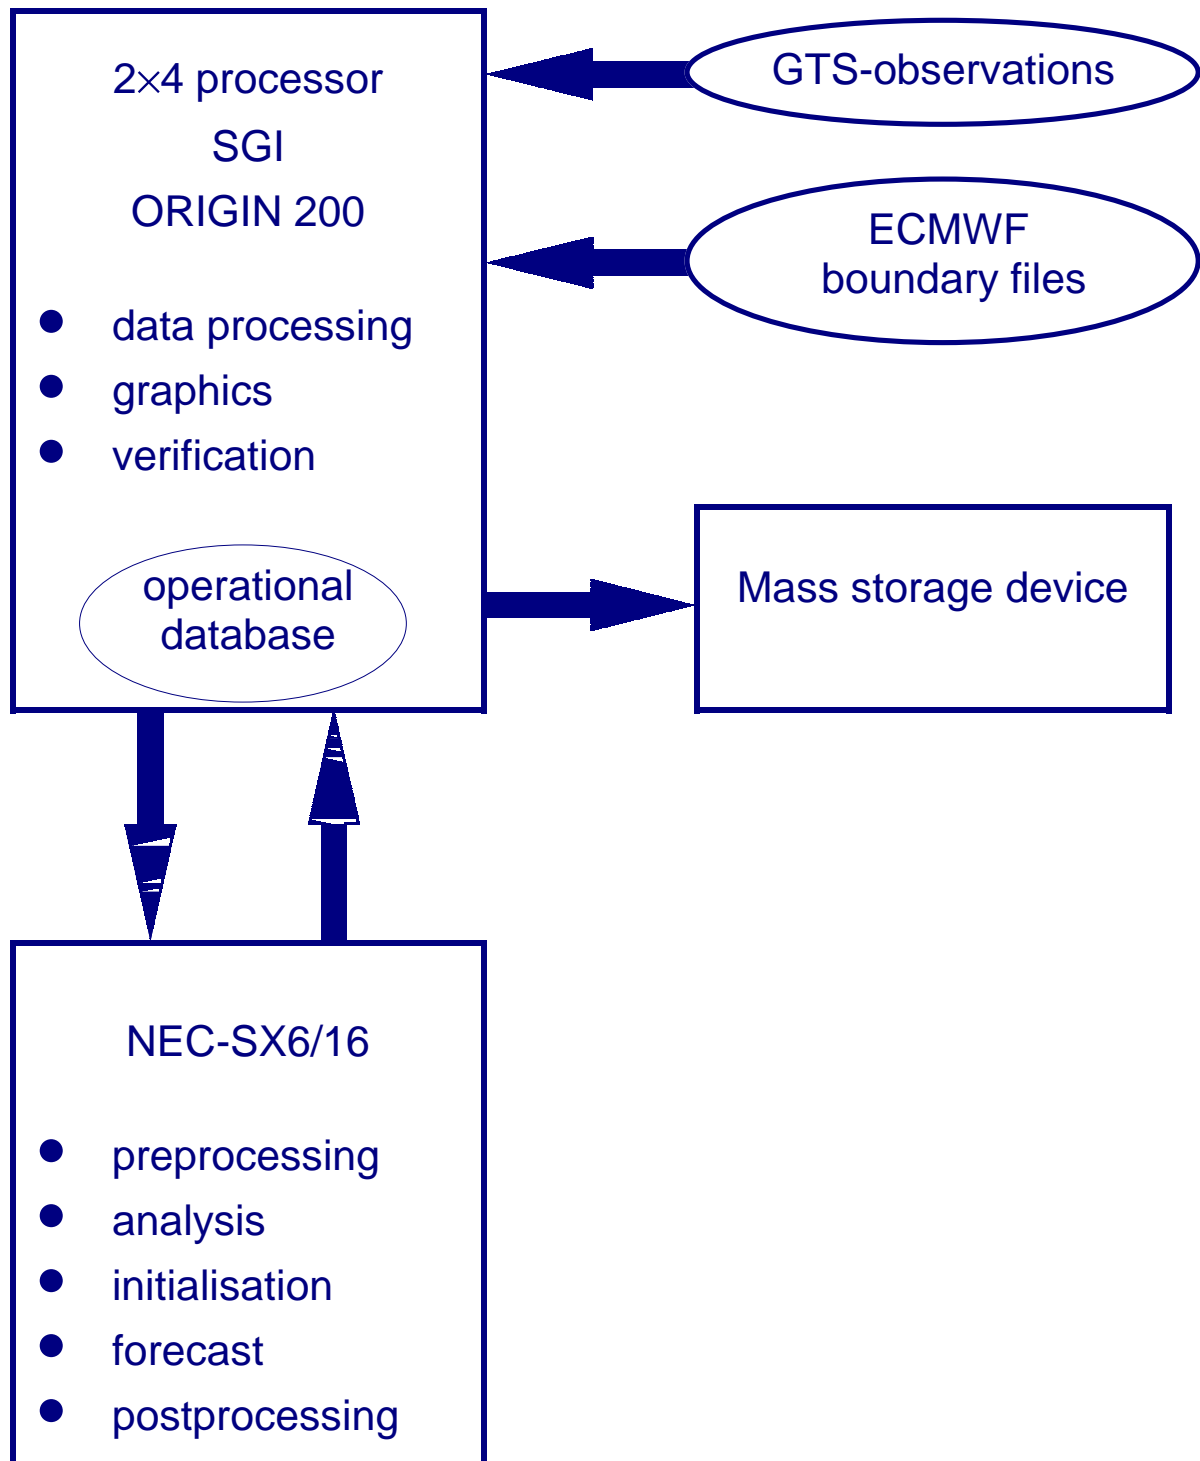 2×4 processor
SGI
ORIGIN 200
● data processing
● graphics
● verification
operational
database
GTS-observations
ECMWF
boundary files
Mass storage device
NEC-SX6/16
● preprocessing
● analysis
● initialisation
● forecast
● postprocessing